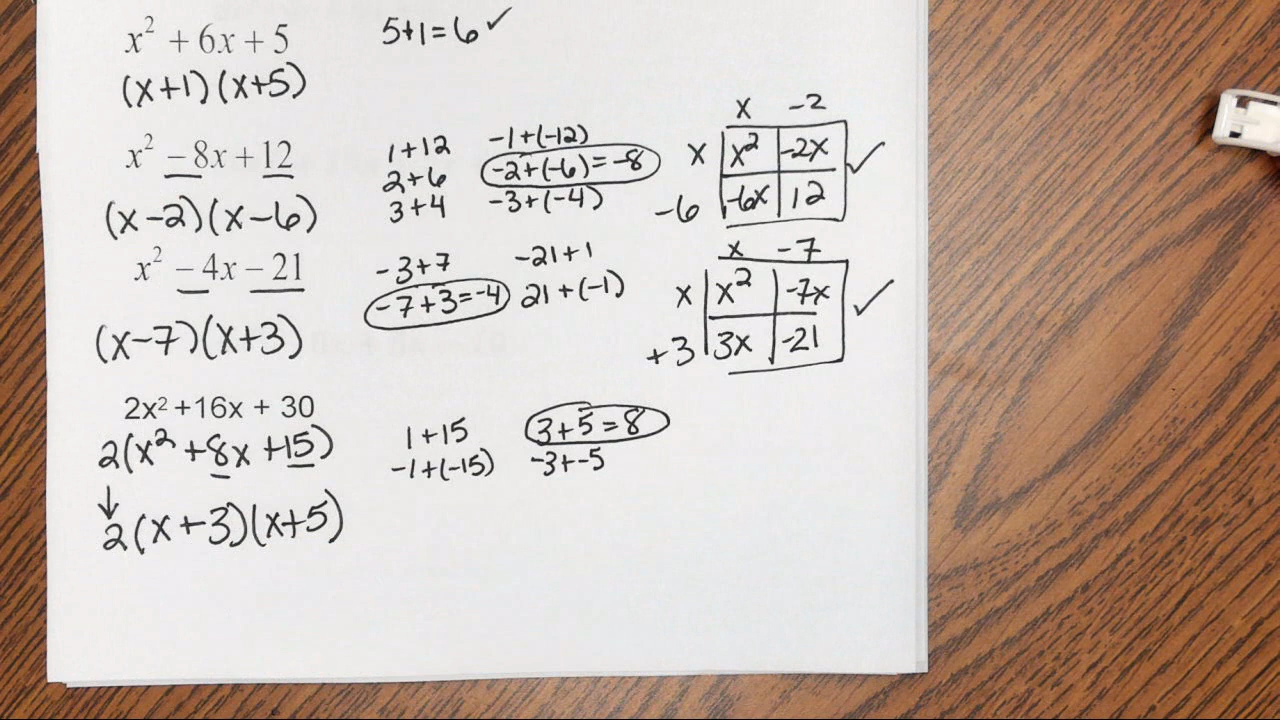 x² + 6x + 5
5+1=6 ✓
(x+1)(x+5)
x² − 8x + 12
1+12
2+6
3+4
-1+(-12)
-2+(-6)=-8
-3+(-4)
x -2
x x² -2x ✓
-6 -6x 12
(x-2)(x-6)
x² − 4x − 21
-3+7
-7+3=-4
-21+1
21+(-1)
x -7
x x² -7x ✓
+3 3x -21
(x-7)(x+3)
2x² +16x + 30
2(x² +8x +15)
1+15
-1+(-15)
3+5=8
-3+-5
↓
2(x+3)(x+5)